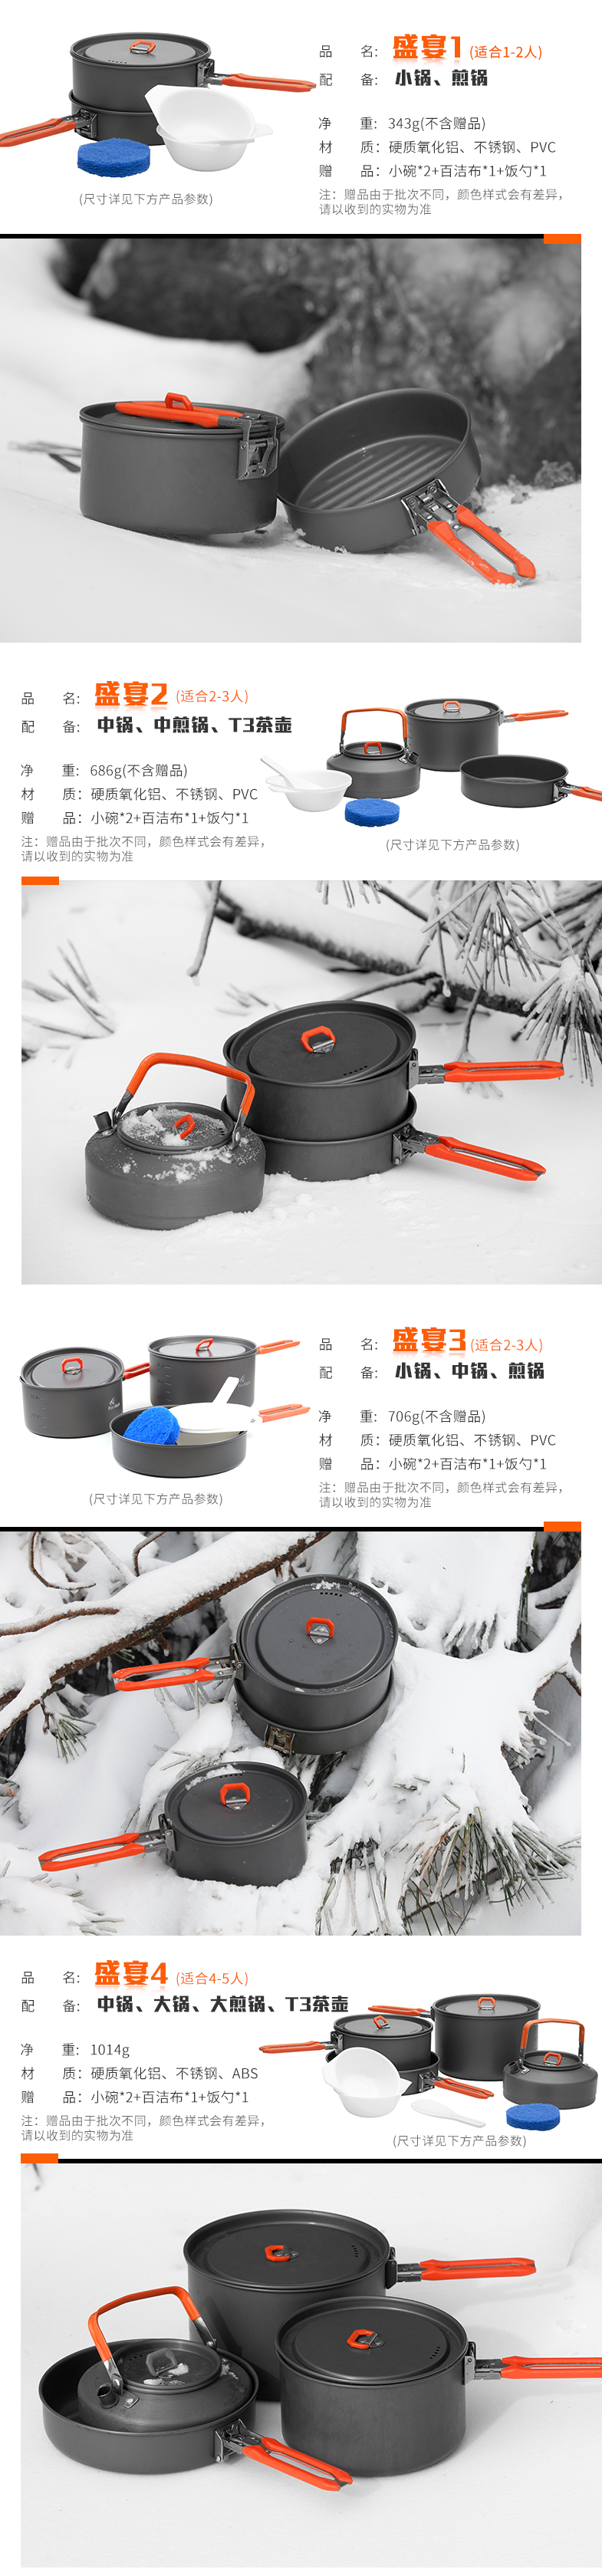 品 名: 盛宴1 (适合1-2人)
配 备: 小锅、煎锅
净 重: 343g(不含赠品)
材 质: 硬质氧化铝、不锈钢、PVC
赠 品: 小碗*2+百洁布*1+饭勺*1
注: 赠品由于批次不同, 颜色样式会有差异,
请以收到的实物为准
(尺寸详见下方产品参数)
品 名: 盛宴2 (适合2-3人)
配 备: 中锅、中煎锅、T3茶壶
净 重: 686g(不含赠品)
材 质: 硬质氧化铝、不锈钢、PVC
赠 品: 小碗*2+百洁布*1+饭勺*1
注: 赠品由于批次不同, 颜色样式会有差异,
请以收到的实物为准
(尺寸详见下方产品参数)
品 名: 盛宴3 (适合2-3人)
配 备: 小锅、中锅、煎锅
净 重: 706g(不含赠品)
材 质: 硬质氧化铝、不锈钢、PVC
赠 品: 小碗*2+百洁布*1+饭勺*1
注: 赠品由于批次不同, 颜色样式会有差异,
请以收到的实物为准
(尺寸详见下方产品参数)
品 名: 盛宴4 (适合4-5人)
配 备: 中锅、大锅、大煎锅、T3茶壶
净 重: 1014g
材 质: 硬质氧化铝、不锈钢、ABS
赠 品: 小碗*2+百洁布*1+饭勺*1
注: 赠品由于批次不同, 颜色样式会有差异,
请以收到的实物为准
(尺寸详见下方产品参数)